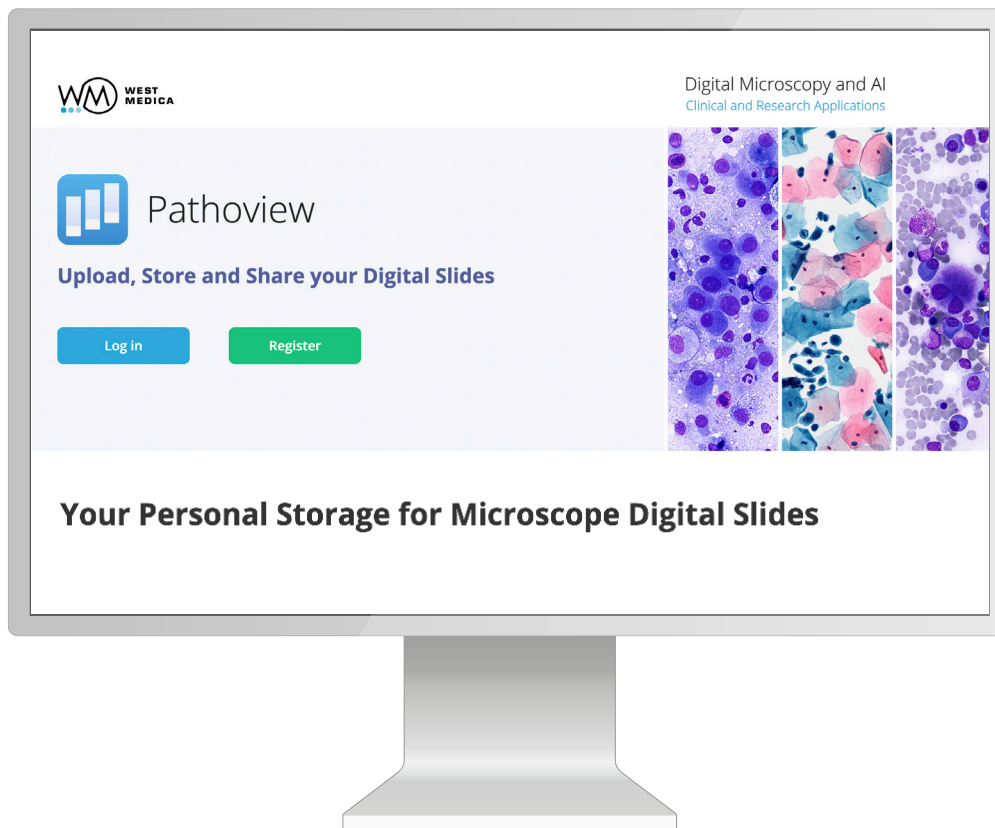 WM WEST
MEDICA
Digital Microscopy and AI
Clinical and Research Applications
Pathoview
Upload, Store and Share your Digital Slides
Log in
Register
Your Personal Storage for Microscope Digital Slides